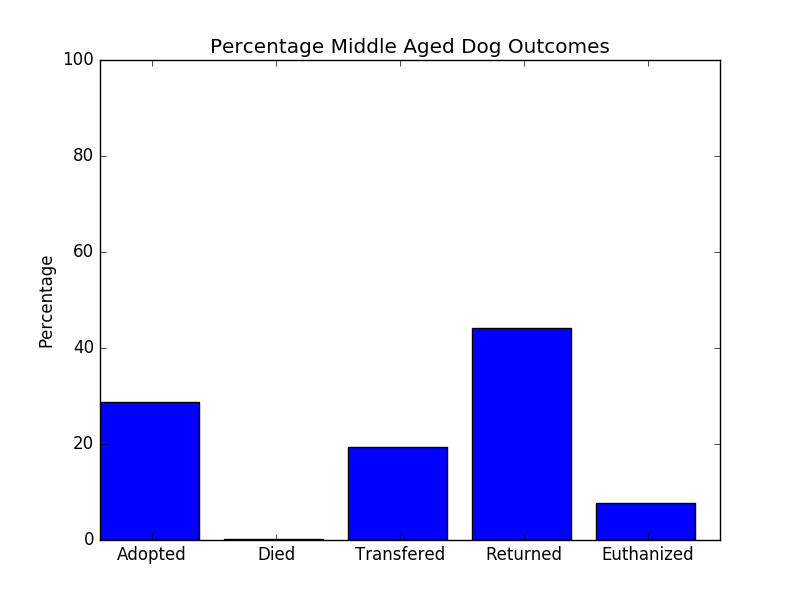 Percentage Middle Aged Dog Outcomes
100
80
60
40
20
0
Percentage
Adopted Died Transfered Returned Euthanized